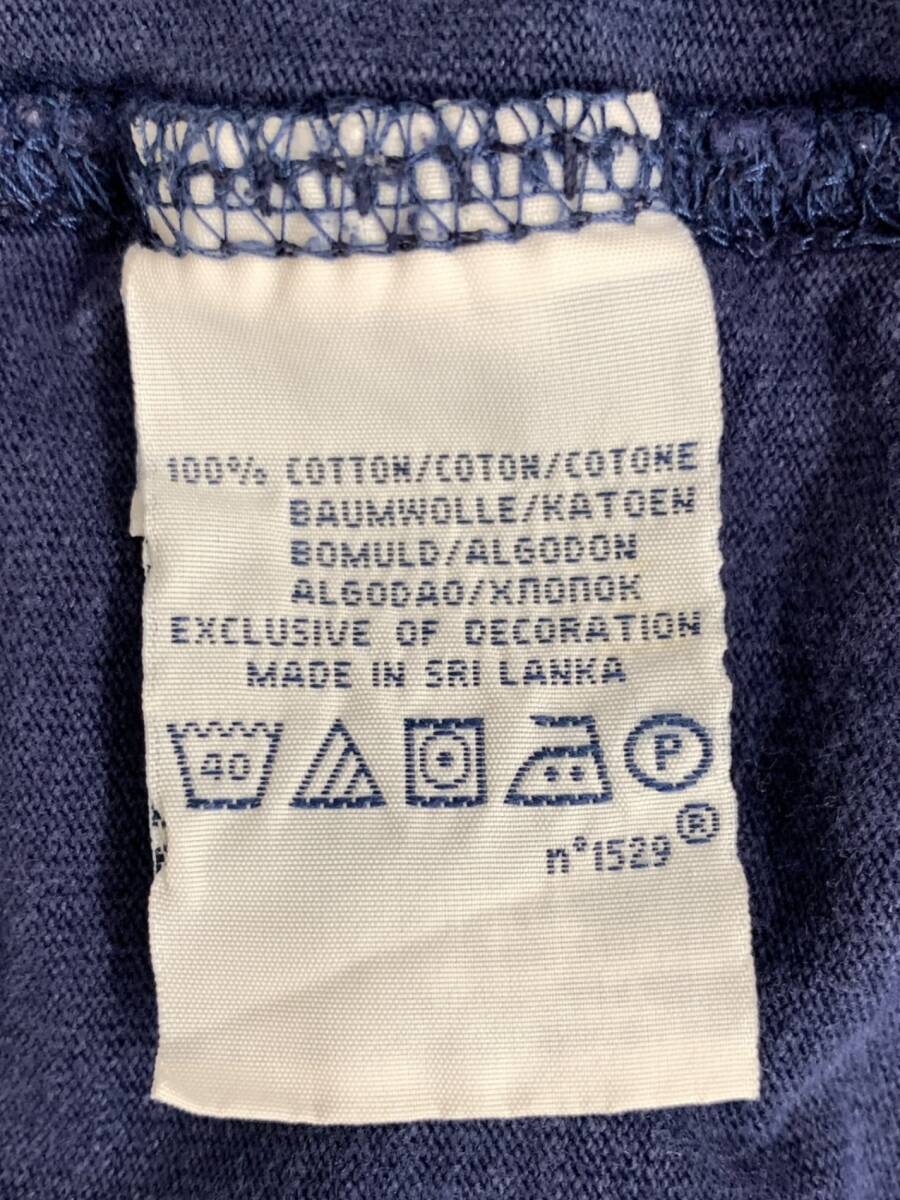 100% COTTON/COTON/COTONE
BAUMWOLLE/KATOEN
BOMULD/ALGODON
ALGODAO/ХЛОПОК
EXCLUSIVE OF DECORATION
MADE IN SRI LANKA
40 P
n°1529 ®